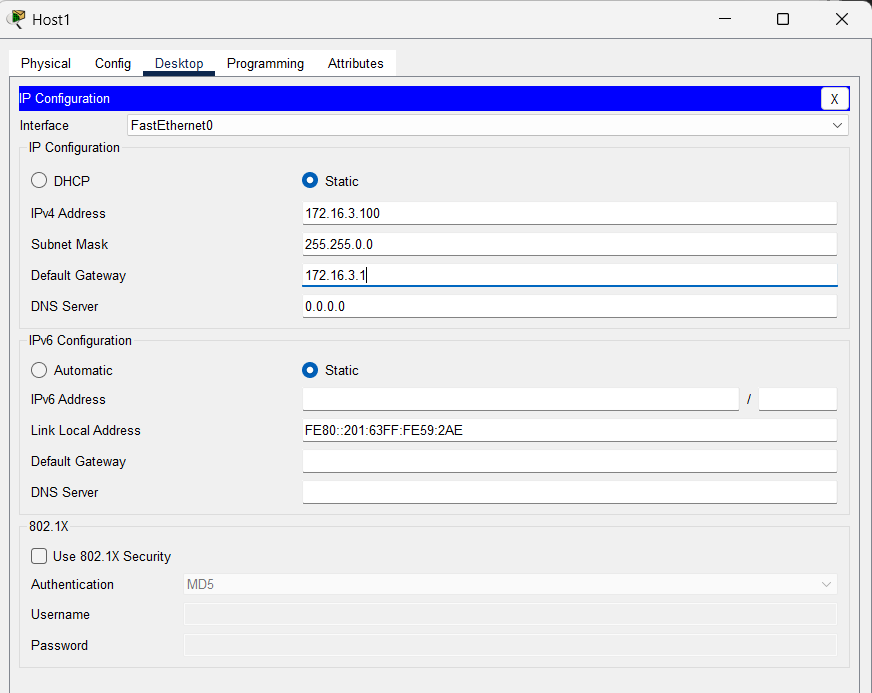 Host1
Physical Config Desktop Programming Attributes
IP Configuration X
Interface FastEthernet0
IP Configuration
DHCP Static
IPv4 Address 172.16.3.100
Subnet Mask 255.255.0.0
Default Gateway 172.16.3.1
DNS Server 0.0.0.0
IPv6 Configuration
Automatic Static
IPv6 Address /
Link Local Address FE80::201:63FF:FE59:2AE
Default Gateway
DNS Server
802.1X
Use 802.1X Security
Authentication MD5
Username
Password